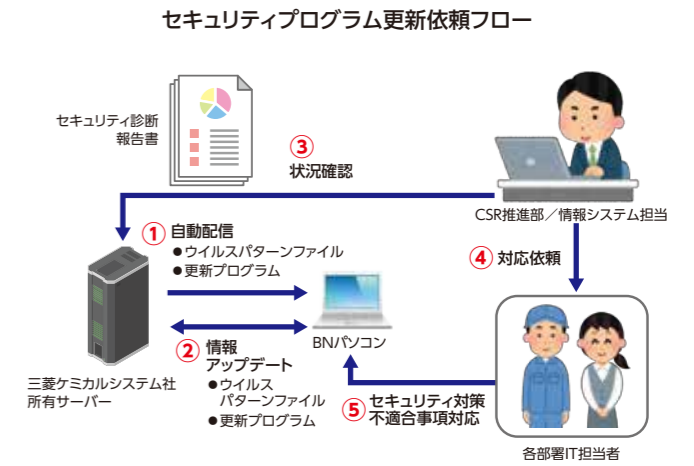 セキュリティプログラム更新依頼フロー
セキュリティ診断
報告書
③
状況確認
CSR推進部／情報システム担当
① 自動配信
●ウイルスパターンファイル
●更新プログラム
④ 対応依頼
BNパソコン
② 情報
アップデート
●ウイルス
パターンファイル
●更新プログラム
三菱ケミカルシステム社
所有サーバー
⑤ セキュリティ対策
不適合事項対応
各部署IT担当者